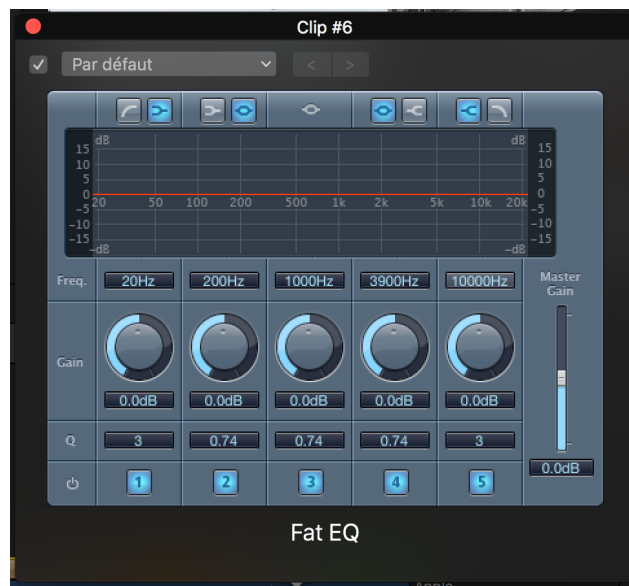 Clip #6
Par défaut
dB dB
15 15
10 10
5 5
0 0
20 50 100 200 500 1k 2k 5k 10k 20k
-5 -5
-10 -10
-15 -15
-dB -dB
Freq. 20Hz 200Hz 1000Hz 3900Hz 10000Hz Master Gain
Gain
0.0dB 0.0dB 0.0dB 0.0dB 0.0dB
Q 3 0.74 0.74 0.74 3
0.0dB
1 2 3 4 5
Fat EQ